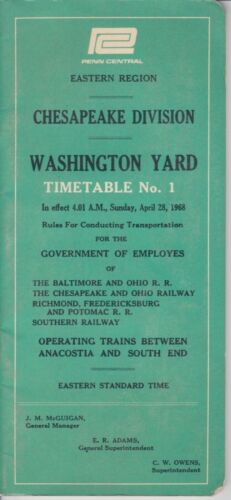 PENN CENTRAL
EASTERN REGION
CHESAPEAKE DIVISION
WASHINGTON YARD
TIMETABLE No. 1
In effect 4.01 A.M., Sunday, April 28, 1968
Rules For Conducting Transportation
FOR THE
GOVERNMENT OF EMPLOYES
OF
THE BALTIMORE AND OHIO R. R.
THE CHESAPEAKE AND OHIO RAILWAY
RICHMOND, FREDERICKSBURG
AND POTOMAC R. R.
SOUTHERN RAILWAY
OPERATING TRAINS BETWEEN
ANACOSTIA AND SOUTH END
EASTERN STANDARD TIME
J. M. McGUIGAN,
General Manager
E. R. ADAMS,
General Superintendent
C. W. OWENS,
Superintendent